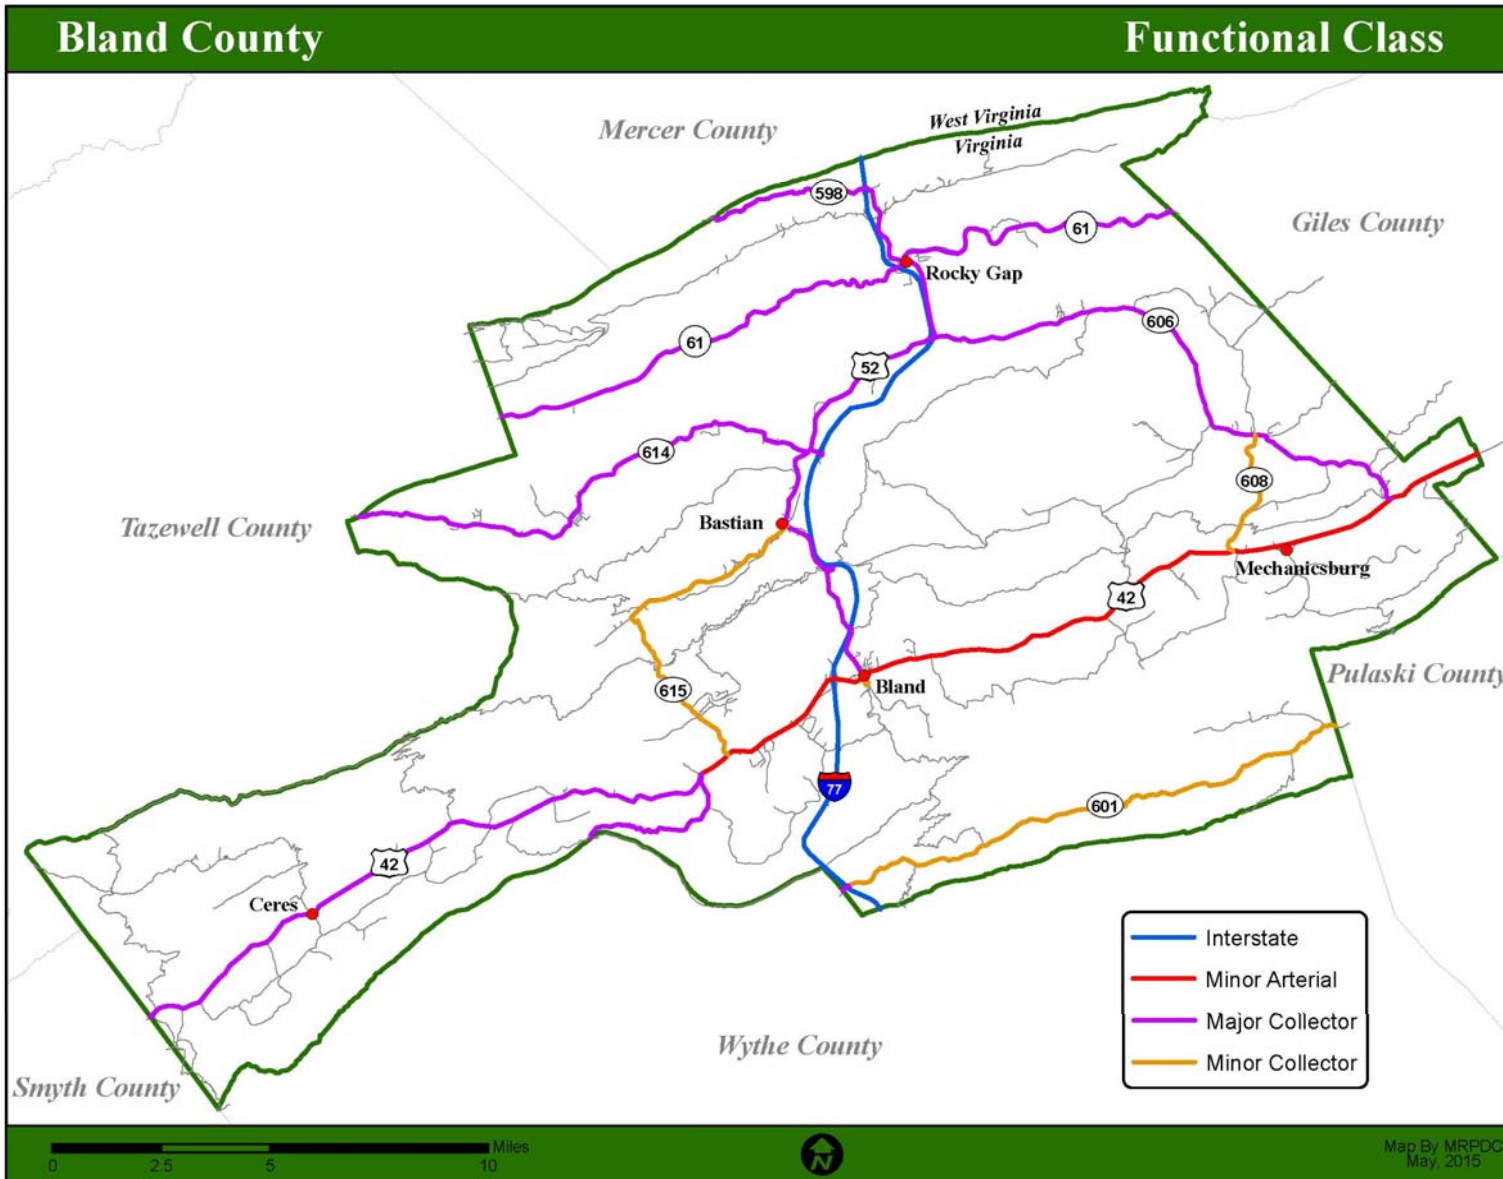 Bland County
Functional Class
Mercer County
West Virginia
Virginia
598
61
Giles County
Rocky Gap
61
606
52
614
608
Tazewell County
Bastian
Mechanicsburg
42
Pulaski County
615
Bland
77
601
42
Ceres
Interstate
Minor Arterial
Major Collector
Minor Collector
Wythe County
Smyth County
Miles
0 2.5 5 10
N
Map By MRPDC
May, 2015